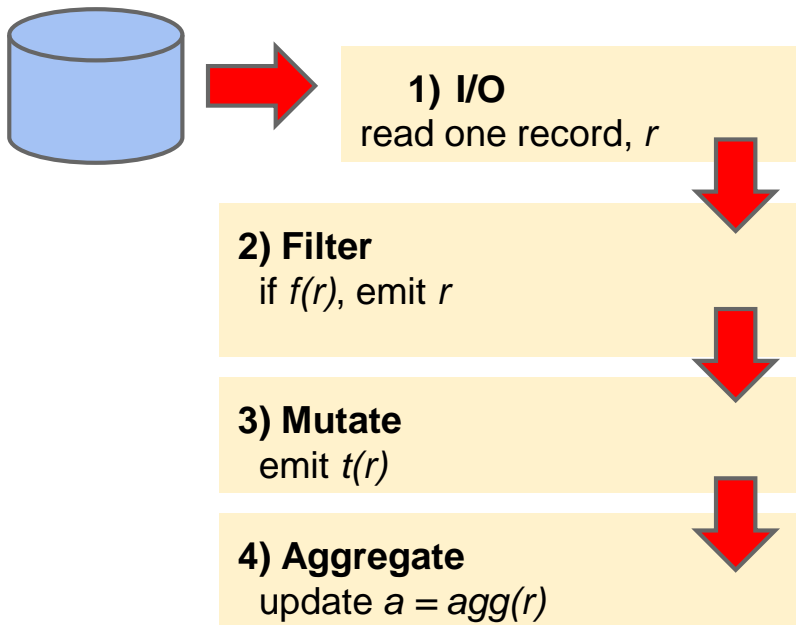 1) I/O
read one record, r
2) Filter
if f(r), emit r
3) Mutate
emit t(r)
4) Aggregate
update a = agg(r)